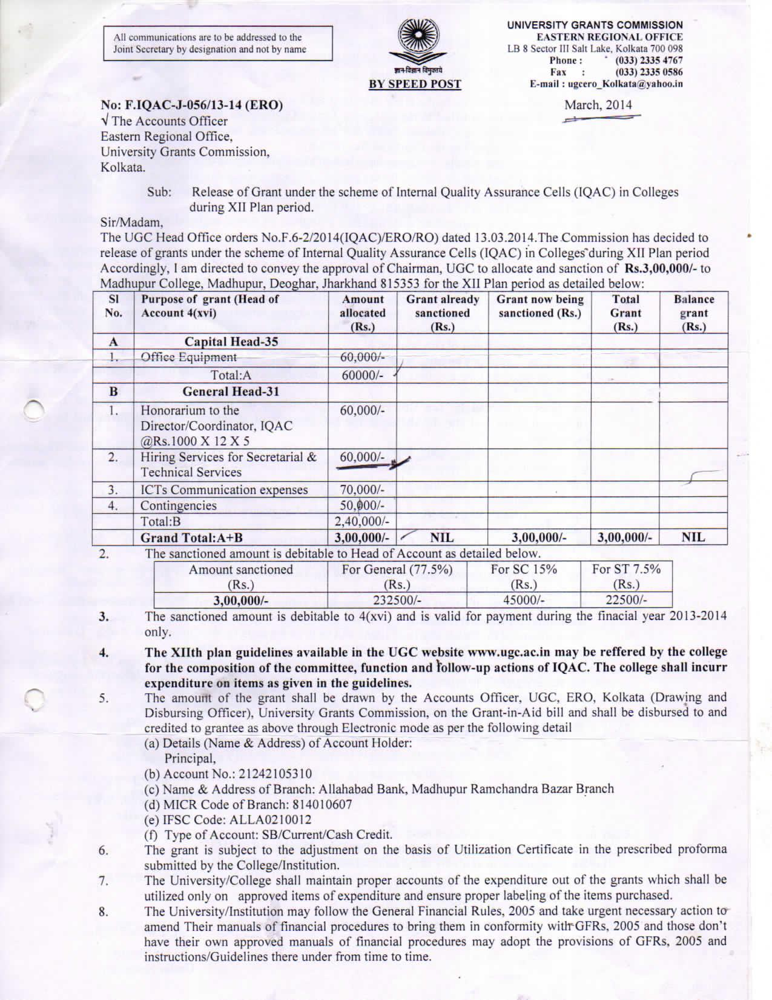 All communications are to be addressed to the
Joint Secretary by designation and not by name
ज्ञान-विज्ञान विमुक्तये
BY SPEED POST
UNIVERSITY GRANTS COMMISSION
EASTERN REGIONAL OFFICE
LB 8 Sector III Salt Lake, Kolkata 700 098
Phone : (033) 2335 4767
Fax : (033) 2335 0586
E-mail : ugcero_Kolkata@yahoo.in
No: F.IQAC-J-056/13-14 (ERO)
March, 2014
√ The Accounts Officer
Eastern Regional Office,
University Grants Commission,
Kolkata.
Sub: Release of Grant under the scheme of Internal Quality Assurance Cells (IQAC) in Colleges
during XII Plan period.
Sir/Madam,
The UGC Head Office orders No.F.6-2/2014(IQAC)/ERO/RO) dated 13.03.2014.The Commission has decided to
release of grants under the scheme of Internal Quality Assurance Cells (IQAC) in Colleges during XII Plan period
Accordingly, I am directed to convey the approval of Chairman, UGC to allocate and sanction of Rs.3,00,000/- to
Madhupur College, Madhupur, Deoghar, Jharkhand 815353 for the XII Plan period as detailed below:
Sl Purpose of grant (Head of Amount Grant already Grant now being Total Balance
No. Account 4(xvi) allocated sanctioned sanctioned (Rs.) Grant grant
(Rs.) (Rs.) (Rs.) (Rs.)
A Capital Head-35
1. Office Equipment 60,000/-
Total:A 60000/-
B General Head-31
1. Honorarium to the 60,000/-
Director/Coordinator, IQAC
@Rs.1000 X 12 X 5
2. Hiring Services for Secretarial & 60,000/-
Technical Services
3. ICTs Communication expenses 70,000/-
4. Contingencies 50,000/-
Total:B 2,40,000/-
Grand Total:A+B 3,00,000/- NIL 3,00,000/- 3,00,000/- NIL
2. The sanctioned amount is debitable to Head of Account as detailed below.
Amount sanctioned For General (77.5%) For SC 15% For ST 7.5%
(Rs.) (Rs.) (Rs.) (Rs.)
3,00,000/- 232500/- 45000/- 22500/-
3. The sanctioned amount is debitable to 4(xvi) and is valid for payment during the finacial year 2013-2014
only.
4. The XIIth plan guidelines available in the UGC website www.ugc.ac.in may be reffered by the college
for the composition of the committee, function and follow-up actions of IQAC. The college shall incurr
expenditure on items as given in the guidelines.
5. The amount of the grant shall be drawn by the Accounts Officer, UGC, ERO, Kolkata (Drawing and
Disbursing Officer), University Grants Commission, on the Grant-in-Aid bill and shall be disbursed to and
credited to grantee as above through Electronic mode as per the following detail
(a) Details (Name & Address) of Account Holder:
Principal,
(b) Account No.: 21242105310
(c) Name & Address of Branch: Allahabad Bank, Madhupur Ramchandra Bazar Branch
(d) MICR Code of Branch: 814010607
(e) IFSC Code: ALLA0210012
(f) Type of Account: SB/Current/Cash Credit.
6. The grant is subject to the adjustment on the basis of Utilization Certificate in the prescribed proforma
submitted by the College/Institution.
7. The University/College shall maintain proper accounts of the expenditure out of the grants which shall be
utilized only on approved items of expenditure and ensure proper labeling of the items purchased.
8. The University/Institution may follow the General Financial Rules, 2005 and take urgent necessary action to
amend Their manuals of financial procedures to bring them in conformity with GFRs, 2005 and those don't
have their own approved manuals of financial procedures may adopt the provisions of GFRs, 2005 and
instructions/Guidelines there under from time to time.